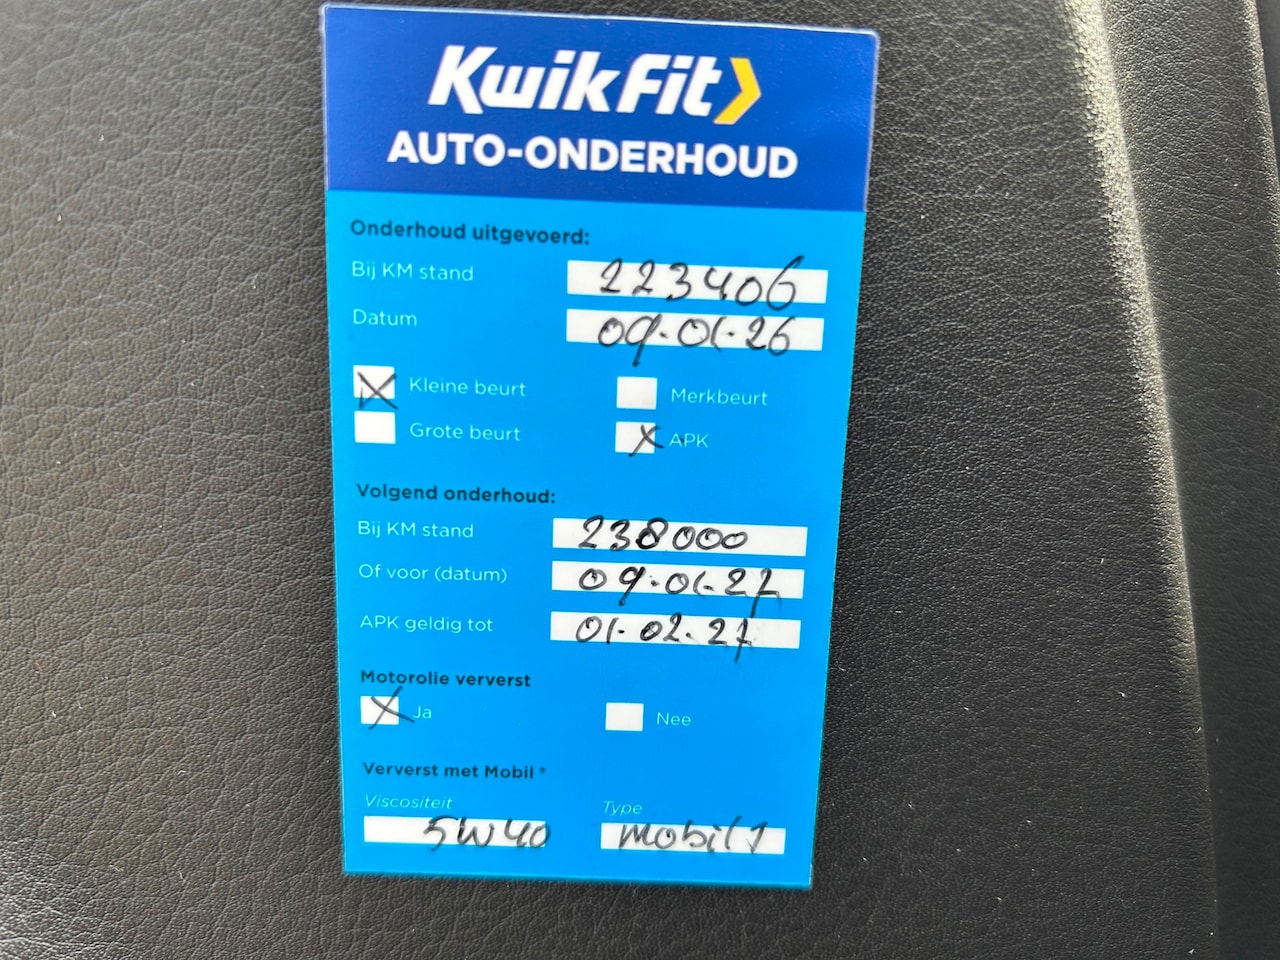 KwikFit
AUTO-ONDERHOUD
Onderhoud uitgevoerd:
Bij KM stand 223406
Datum 09.01.26
Kleine beurt Merkbeurt
Grote beurt APK
Volgend onderhoud:
Bij KM stand 238000
Of voor (datum) 09.01.27
APK geldig tot 01.02.27
Motorolie ververst
Ja Nee
Ververst met Mobil*
Viscositeit Type
5W40 mobil 1